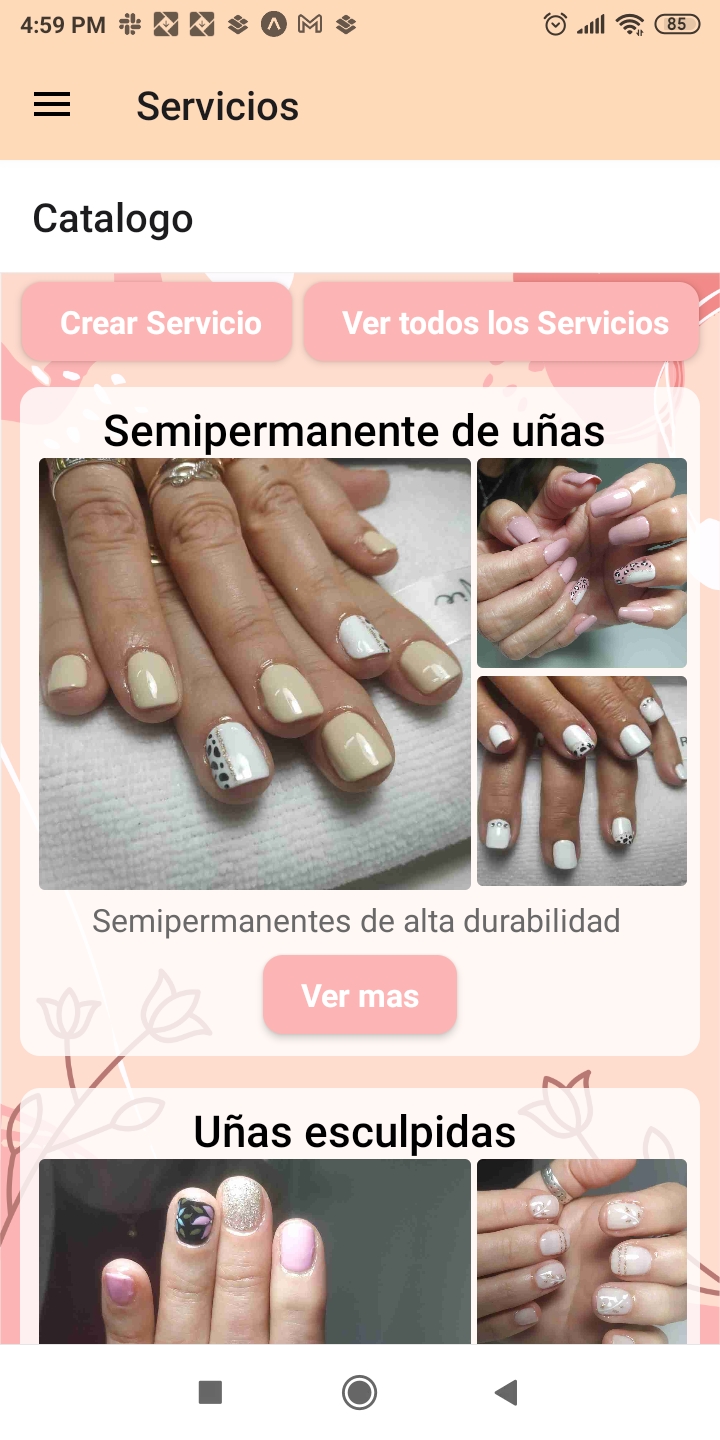 4:59 PM
85
Servicios
Catalogo
Crear Servicio
Ver todos los Servicios
Semipermanente de uñas
Semipermanentes de alta durabilidad
Ver mas
Uñas esculpidas